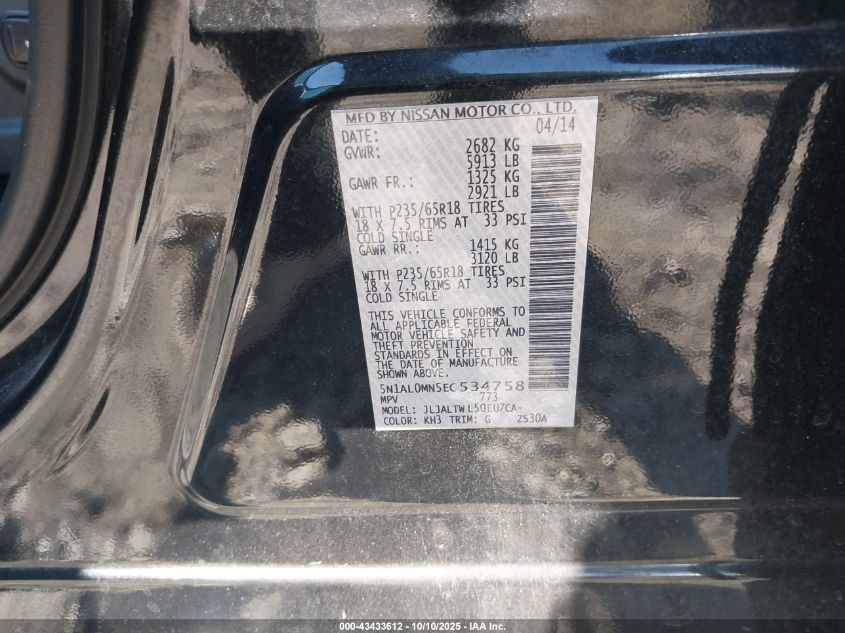 MFD BY NISSAN MOTOR CO., LTD.
DATE: 04/14
GVWR: 2682 KG
5913 LB
GAWR FR.: 1325 KG
2921 LB
WITH P235/65R18 TIRES
18 X 7.5 RIMS AT 33 PSI
COLD SINGLE
GAWR RR.: 1415 KG
3120 LB
WITH P235/65R18 TIRES
18 X 7.5 RIMS AT 33 PSI
COLD SINGLE
THIS VEHICLE CONFORMS TO
ALL APPLICABLE FEDERAL
MOTOR VEHICLE SAFETY AND
THEFT PREVENTION
STANDARDS IN EFFECT ON
THE DATE OF MANUFACTURE
SHOWN ABOVE.
5N1AL0MN5EC534758
MPV 773
MODEL: JLJALTWL50EUZCA-
COLOR: KH3 TRIM: G ZS30A
000-43433612 - 10/10/2025 - IAA Inc.